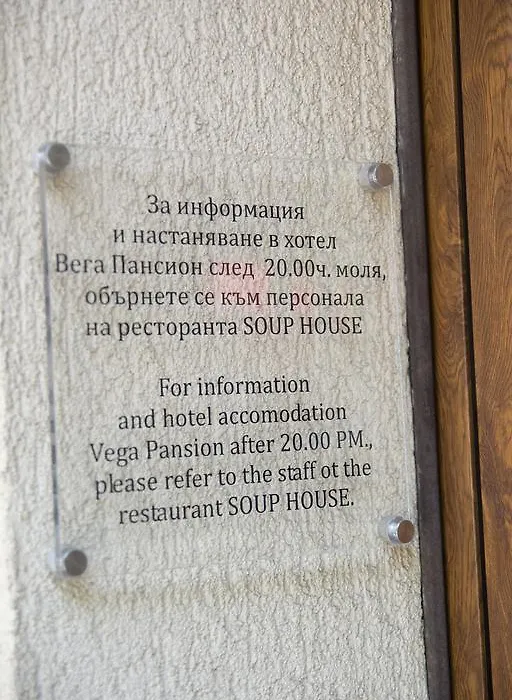 За информация
и настаняване в хотел
Вега Пансион след 20.00ч. моля,
обърнете се към персонала
на ресторанта SOUP HOUSE
For information
and hotel accomodation
Vega Pansion after 20.00 PM.,
please refer to the staff ot the
restaurant SOUP HOUSE.